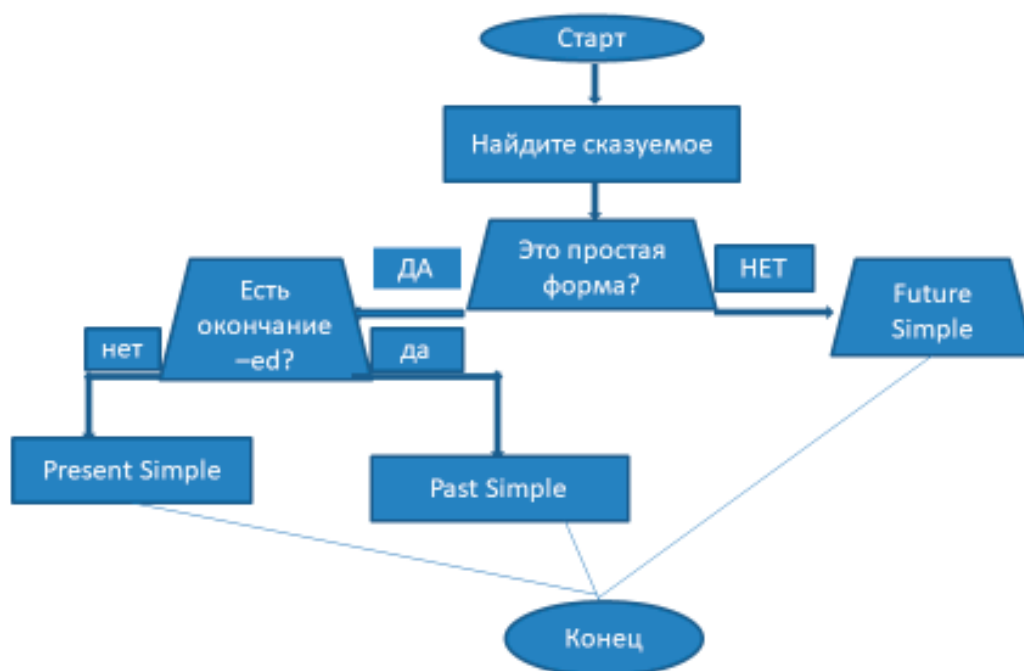 Старт
Найдите сказуемое
Это простая
форма?
ДА
НЕТ
Есть
окончание
–ed?
Future
Simple
нет
да
Present Simple
Past Simple
Конец